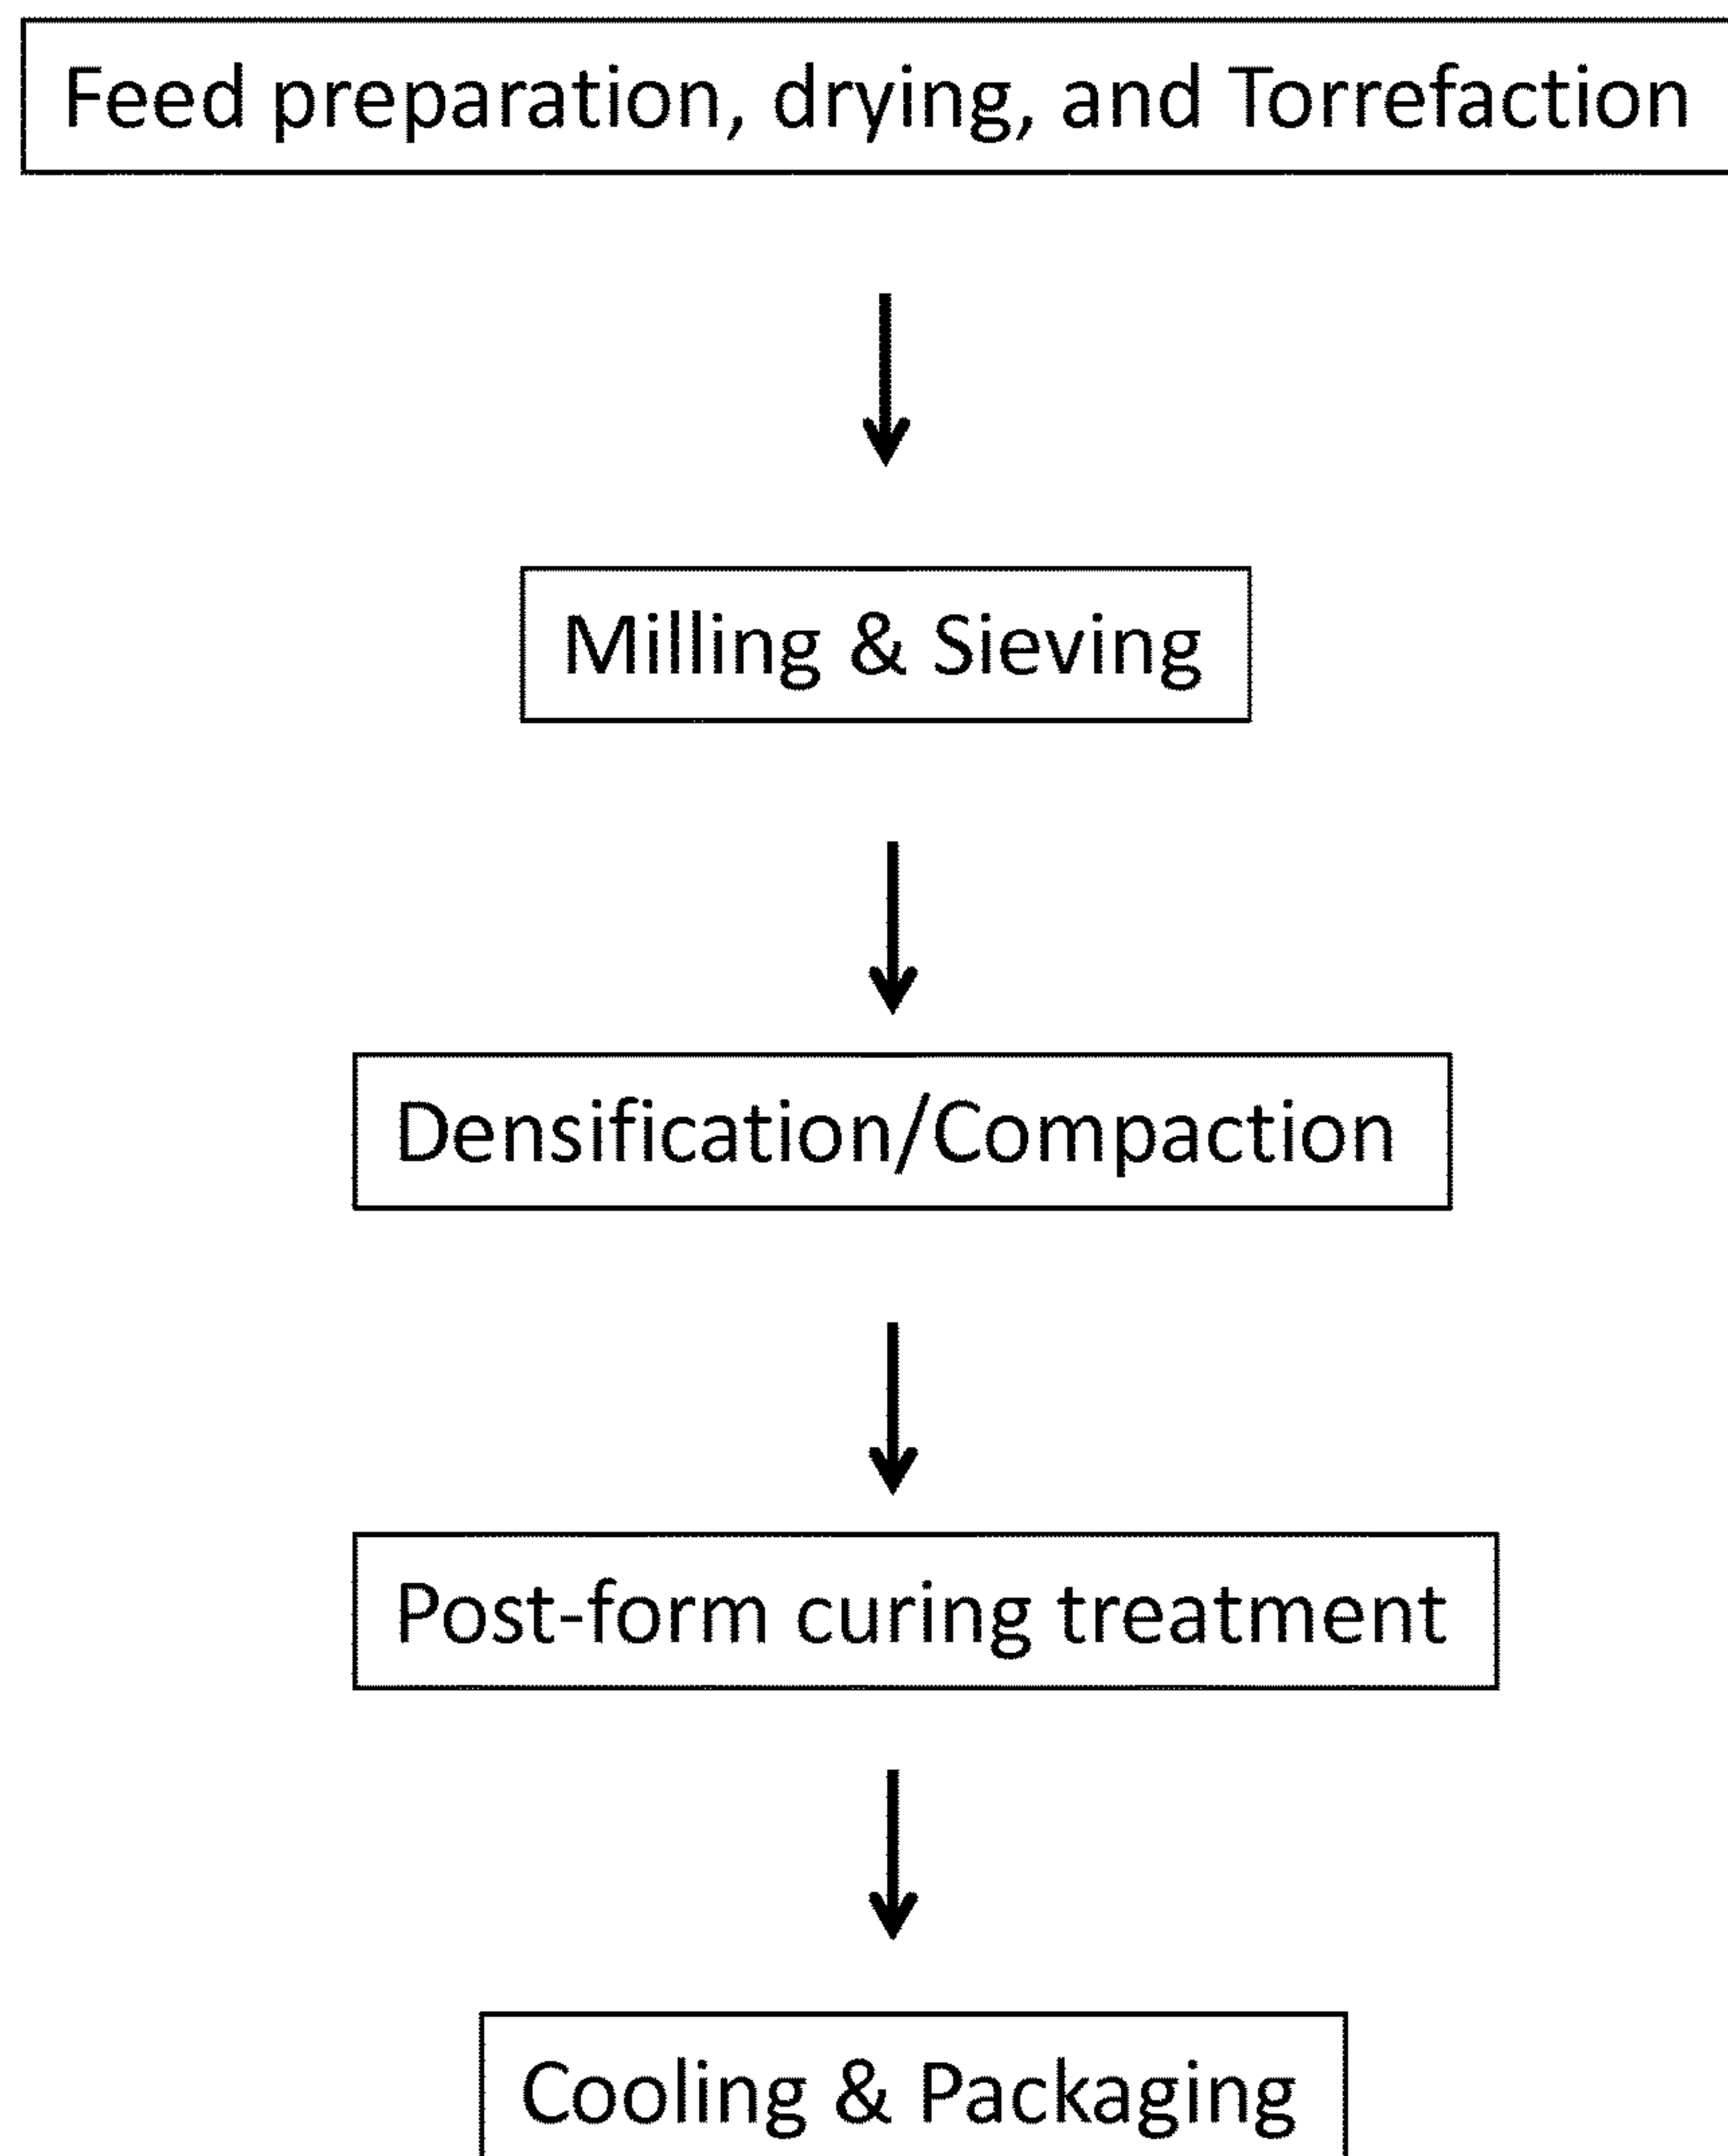 Feed preparation, drying, and Torrefaction
Milling & Sieving
Densification/Compaction
Post-form curing treatment
Cooling & Packaging